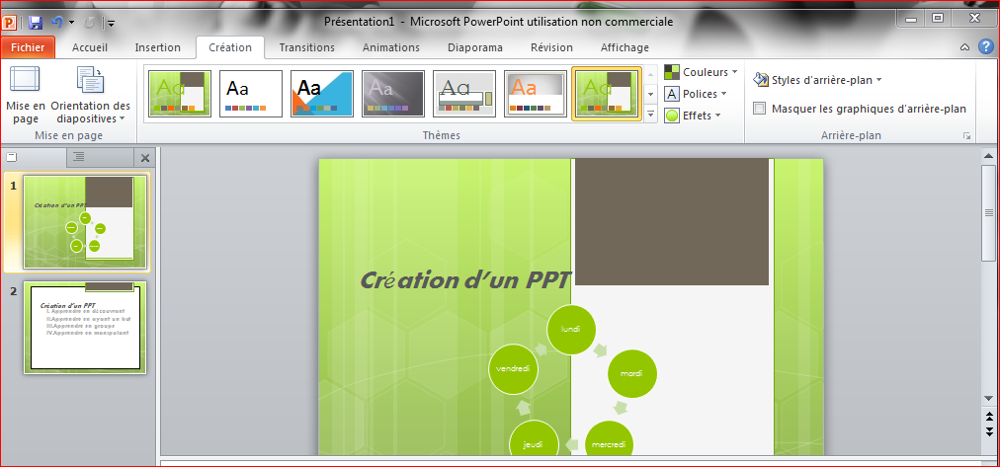 Présentation1 - Microsoft PowerPoint utilisation non commerciale
Fichier Accueil Insertion Création Transitions Animations Diaporama Révision Affichage
Mise en page
Orientation des diapositives
Mise en page
Aa Aa Aa Aa Aa Aa Aa
Thèmes
Couleurs
Polices
Effets
Styles d'arrière-plan
Masquer les graphiques d'arrière-plan
Arrière-plan
1
Création d'un PPT
2
Création d'un PPT
I. Apprendre en découvrant
II.Apprendre en ayant un but
III.Apprendre en groupe
IV.Apprendre en manipulant
Création d'un PPT
lundi
mardi
mercredi
jeudi
vendredi